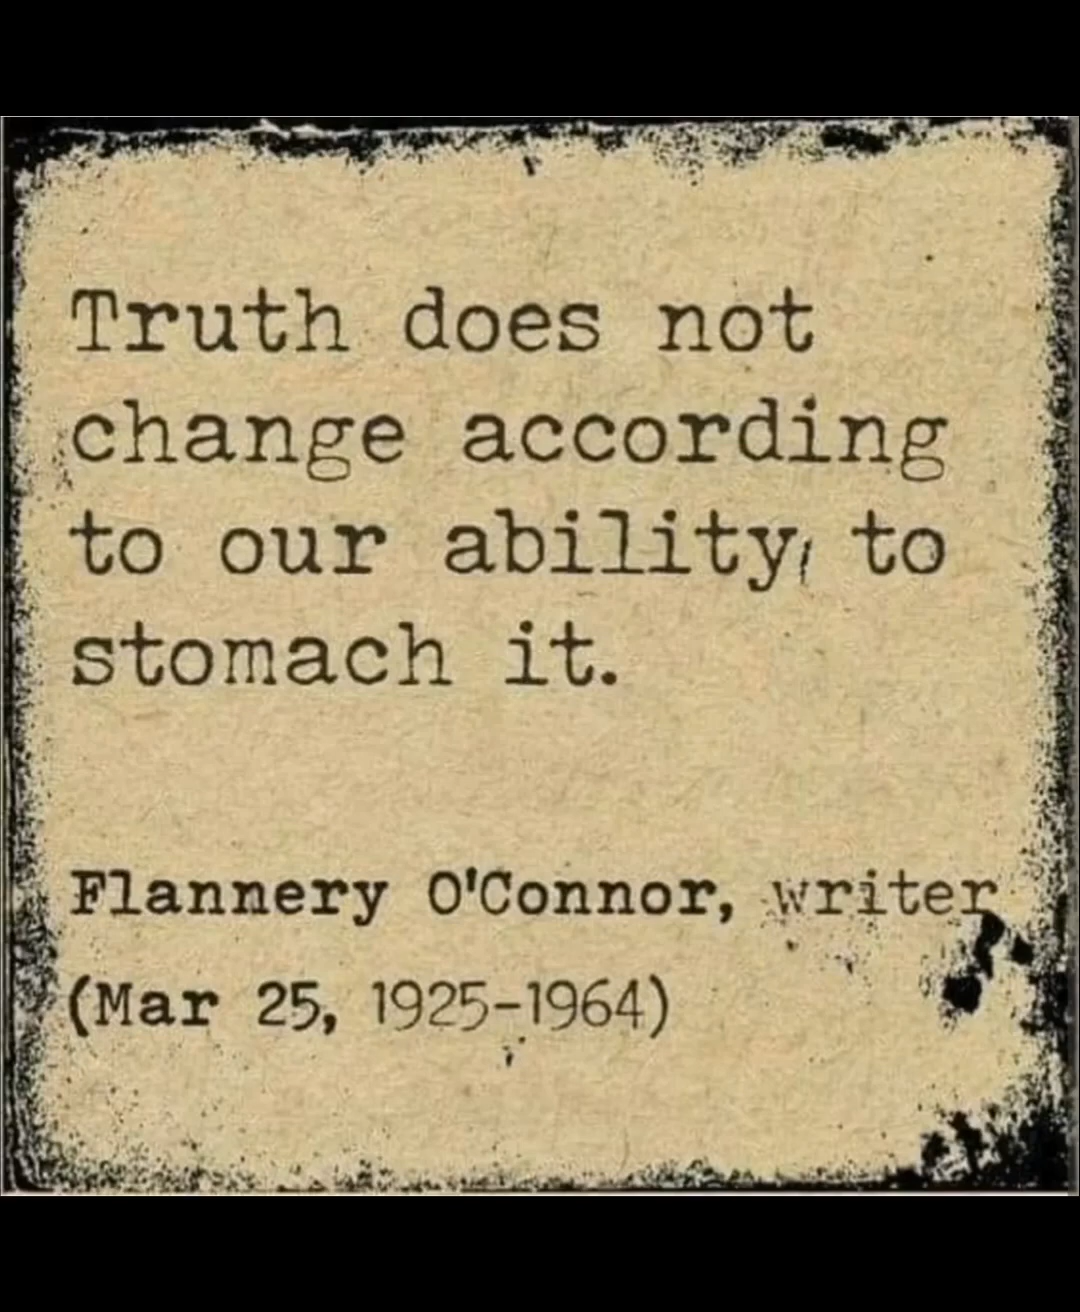 Truth does not
change according
to our ability to
stomach it.
Flannery O'Connor, writer
(Mar 25, 1925-1964)